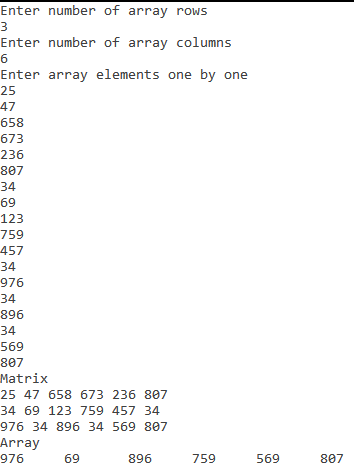 Enter number of array rows
3
Enter number of array columns
6
Enter array elements one by one
25
47
658
673
236
807
34
69
123
759
457
34
976
34
896
34
569
807
Matrix
25 47 658 673 236 807
34 69 123 759 457 34
976 34 896 34 569 807
Array
976 69 896 759 569 807